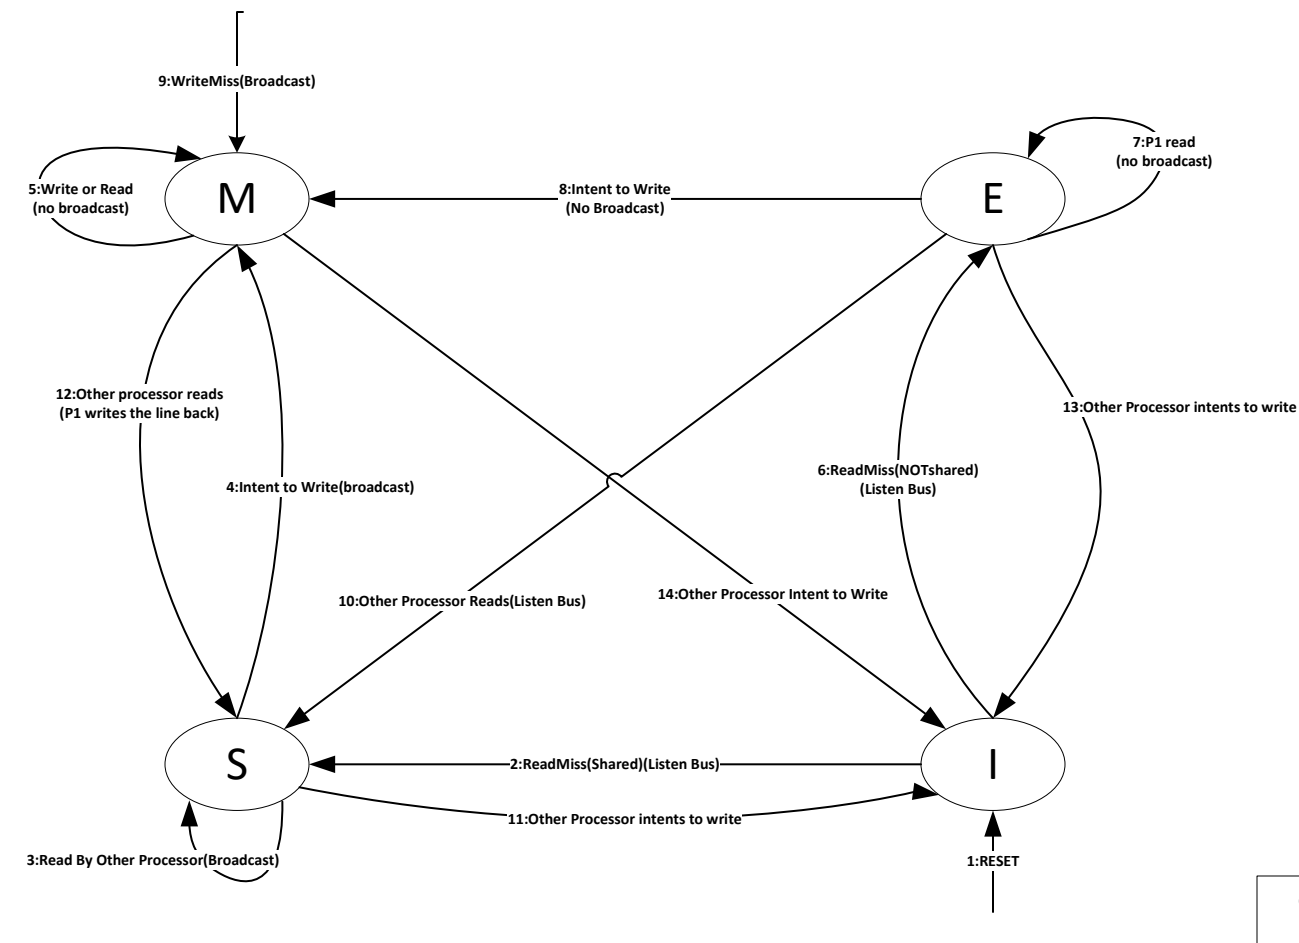 9:WriteMiss(Broadcast)
7:P1 read
(no broadcast)
5:Write or Read
(no broadcast)
M
8:Intent to Write
(No Broadcast)
E
12:Other processor reads
(P1 writes the line back)
13:Other Processor intents to write
4:Intent to Write(broadcast)
6:ReadMiss(NOTshared)
(Listen Bus)
10:Other Processor Reads(Listen Bus)
14:Other Processor Intent to Write
S
2:ReadMiss(Shared)(Listen Bus)
I
11:Other Processor intents to write
3:Read By Other Processor(Broadcast)
1:RESET